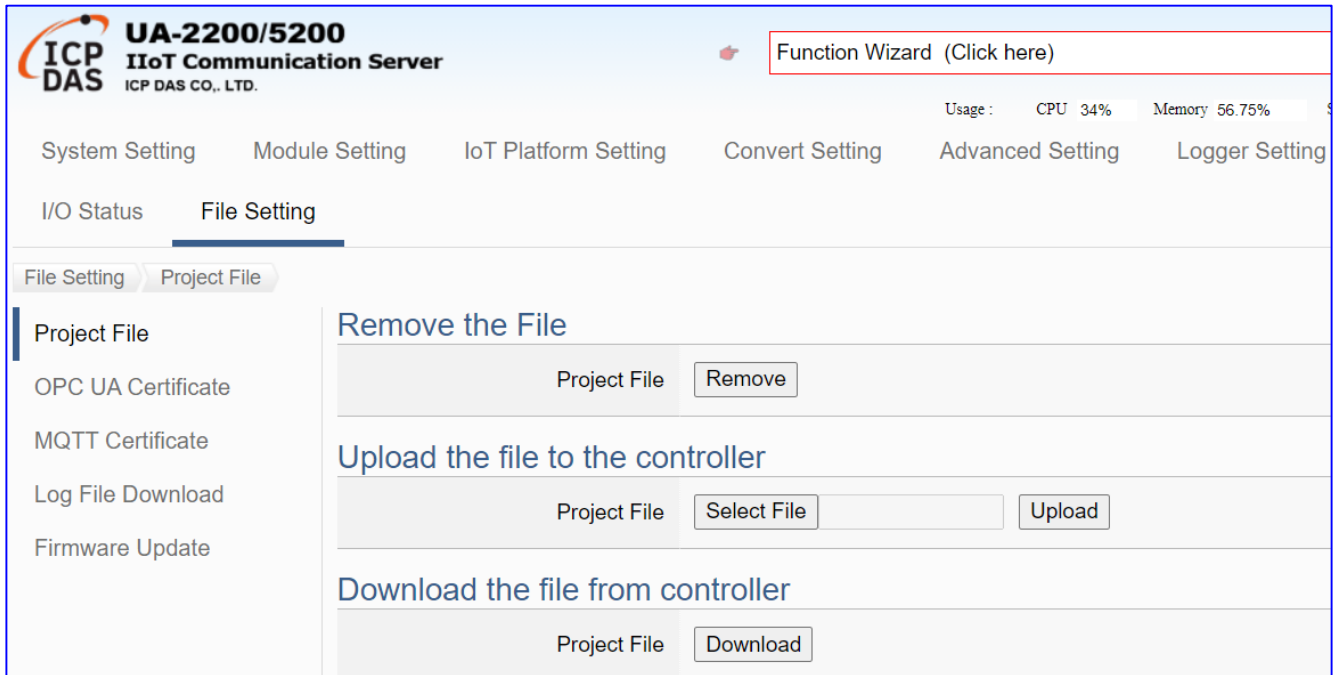 ICP
DAS
UA-2200/5200
IIoT Communication Server
ICP DAS CO,. LTD.
Function Wizard (Click here)
Usage : CPU 34% Memory 56.75%
System Setting Module Setting IoT Platform Setting Convert Setting Advanced Setting Logger Setting
I/O Status File Setting
File Setting Project File
Project File
OPC UA Certificate
MQTT Certificate
Log File Download
Firmware Update
Remove the File
Project File Remove
Upload the file to the controller
Project File Select File Upload
Download the file from controller
Project File Download